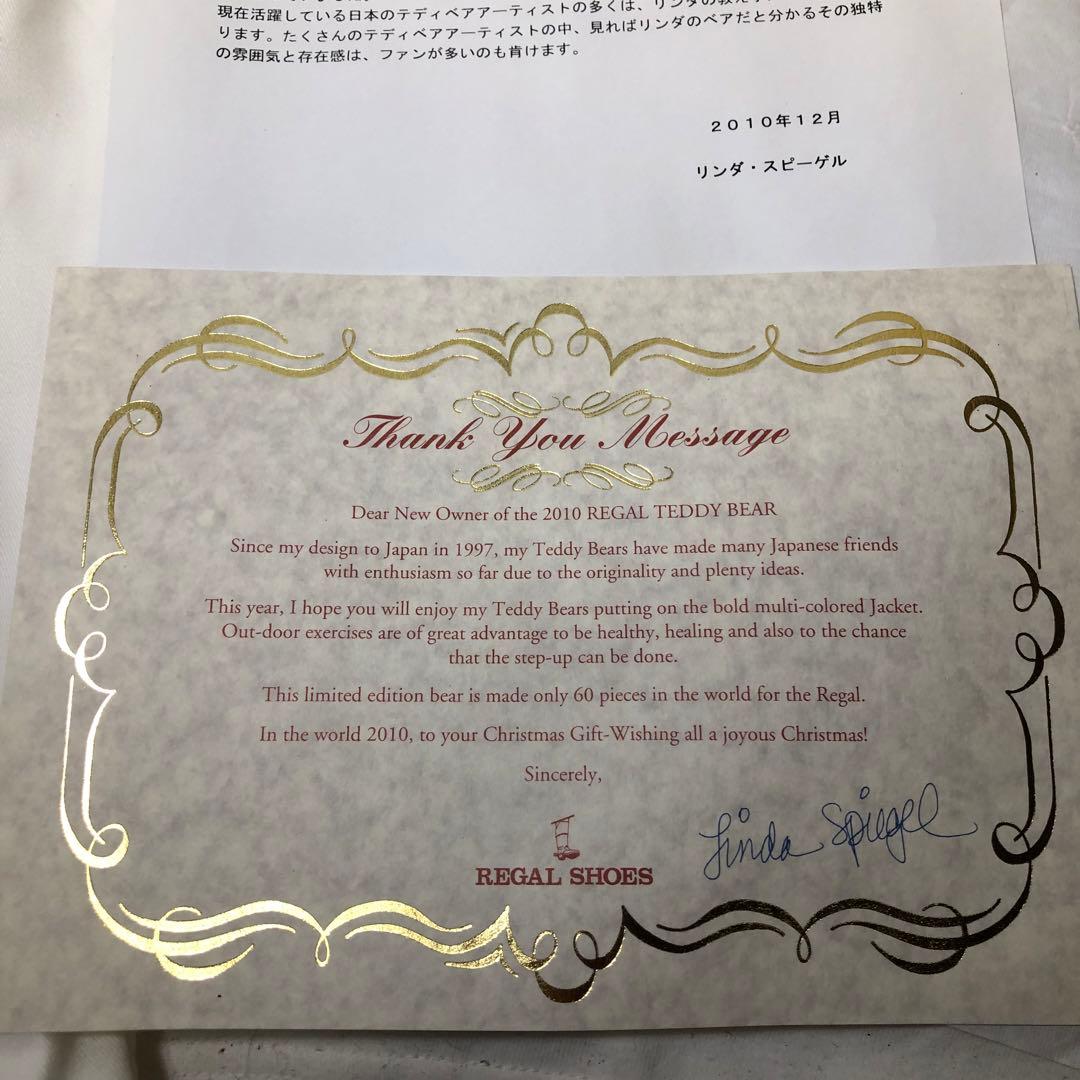 現在活躍している日本のテディベアアーティストの多くは、リンダの教え
ります。たくさんのテディベアアーティストの中、見ればリンダのベアだと分かるその独特
の雰囲気と存在感は、ファンが多いのも肯けます。
２０１０年１２月
リンダ・スピーゲル
Thank You Message
Dear New Owner of the 2010 REGAL TEDDY BEAR
Since my design to Japan in 1997, my Teddy Bears have made many Japanese friends
with enthusiasm so far due to the originality and plenty ideas.
This year, I hope you will enjoy my Teddy Bears putting on the bold multi-colored Jacket.
Out-door exercises are of great advantage to be healthy, healing and also to the chance
that the step-up can be done.
This limited edition bear is made only 60 pieces in the world for the Regal.
In the world 2010, to your Christmas Gift-Wishing all a joyous Christmas!
Sincerely,
Linda Spiegel
REGAL SHOES